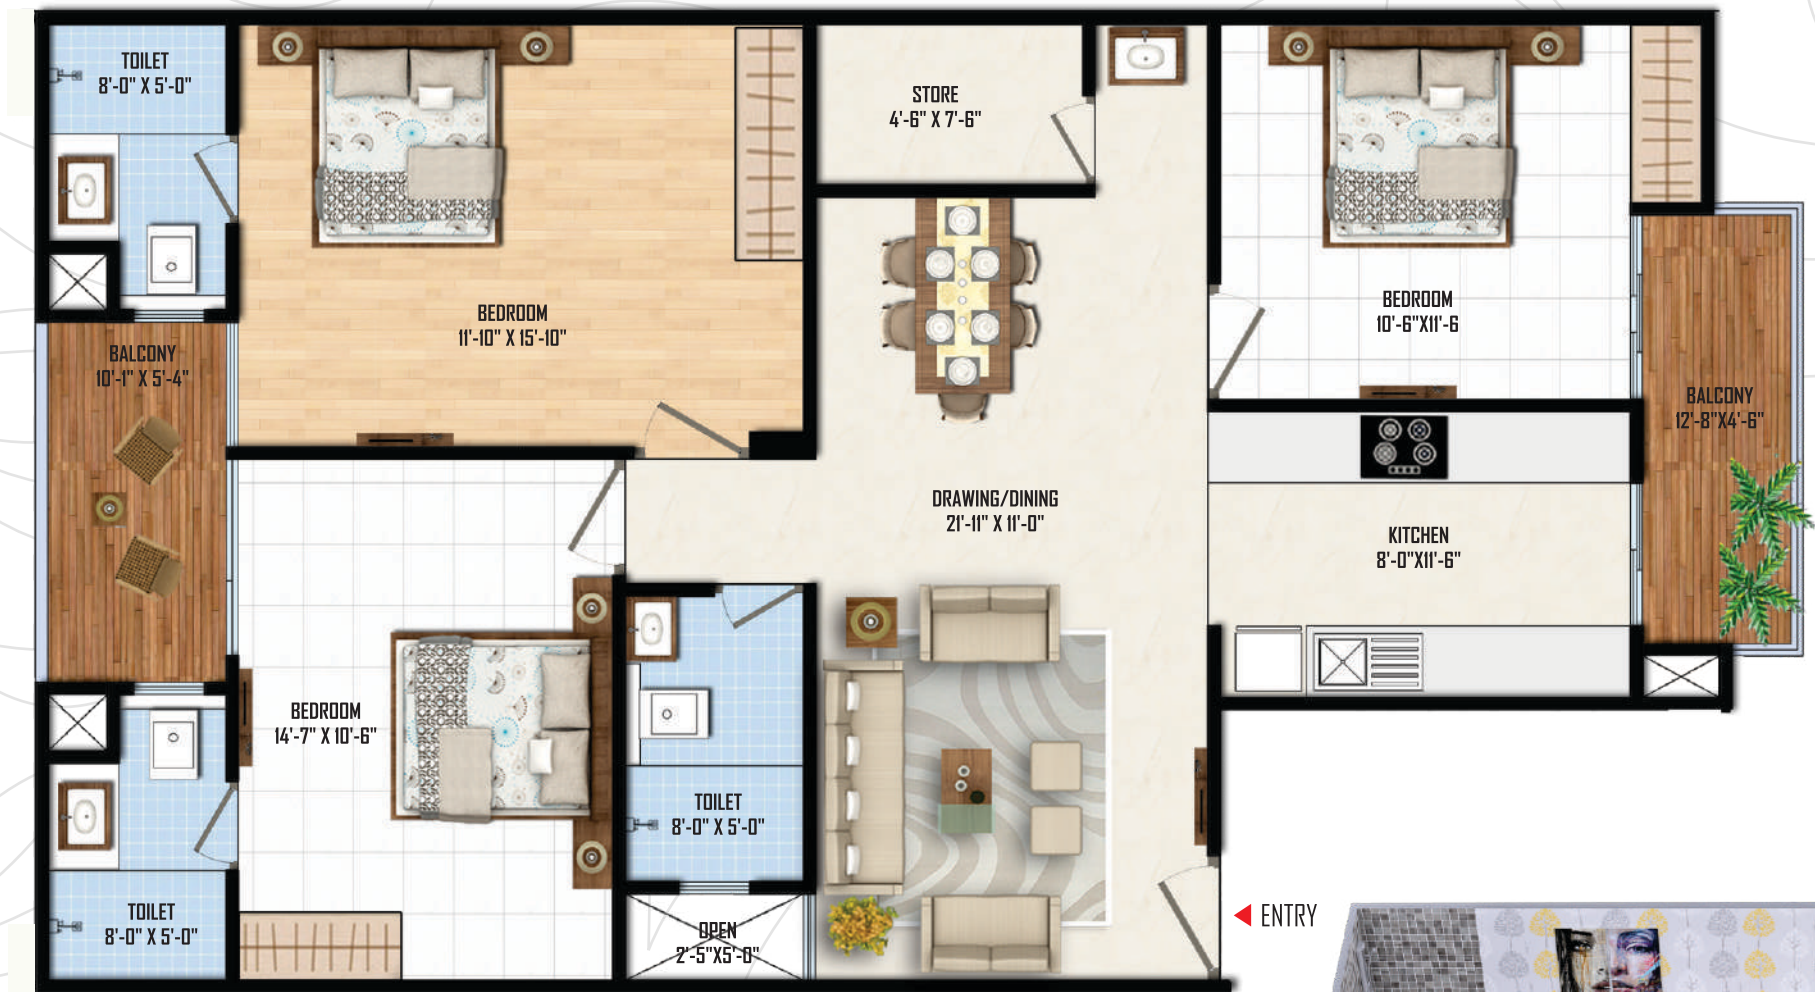 TOILET
8'-0" X 5'-0"
STORE
4'-6" X 7'-6"
BEDROOM
11'-10" X 15'-10"
BEDROOM
10'-6"X11'-6
BALCONY
10'-1" X 5'-4"
BALCONY
12'-8"X4'-6"
DRAWING/DINING
21'-11" X 11'-0"
KITCHEN
8'-0"X11'-6"
BEDROOM
14'-7" X 10'-6"
TOILET
8'-0" X 5'-0"
TOILET
8'-0" X 5'-0"
OPEN
2'-5"X5'-0"
ENTRY